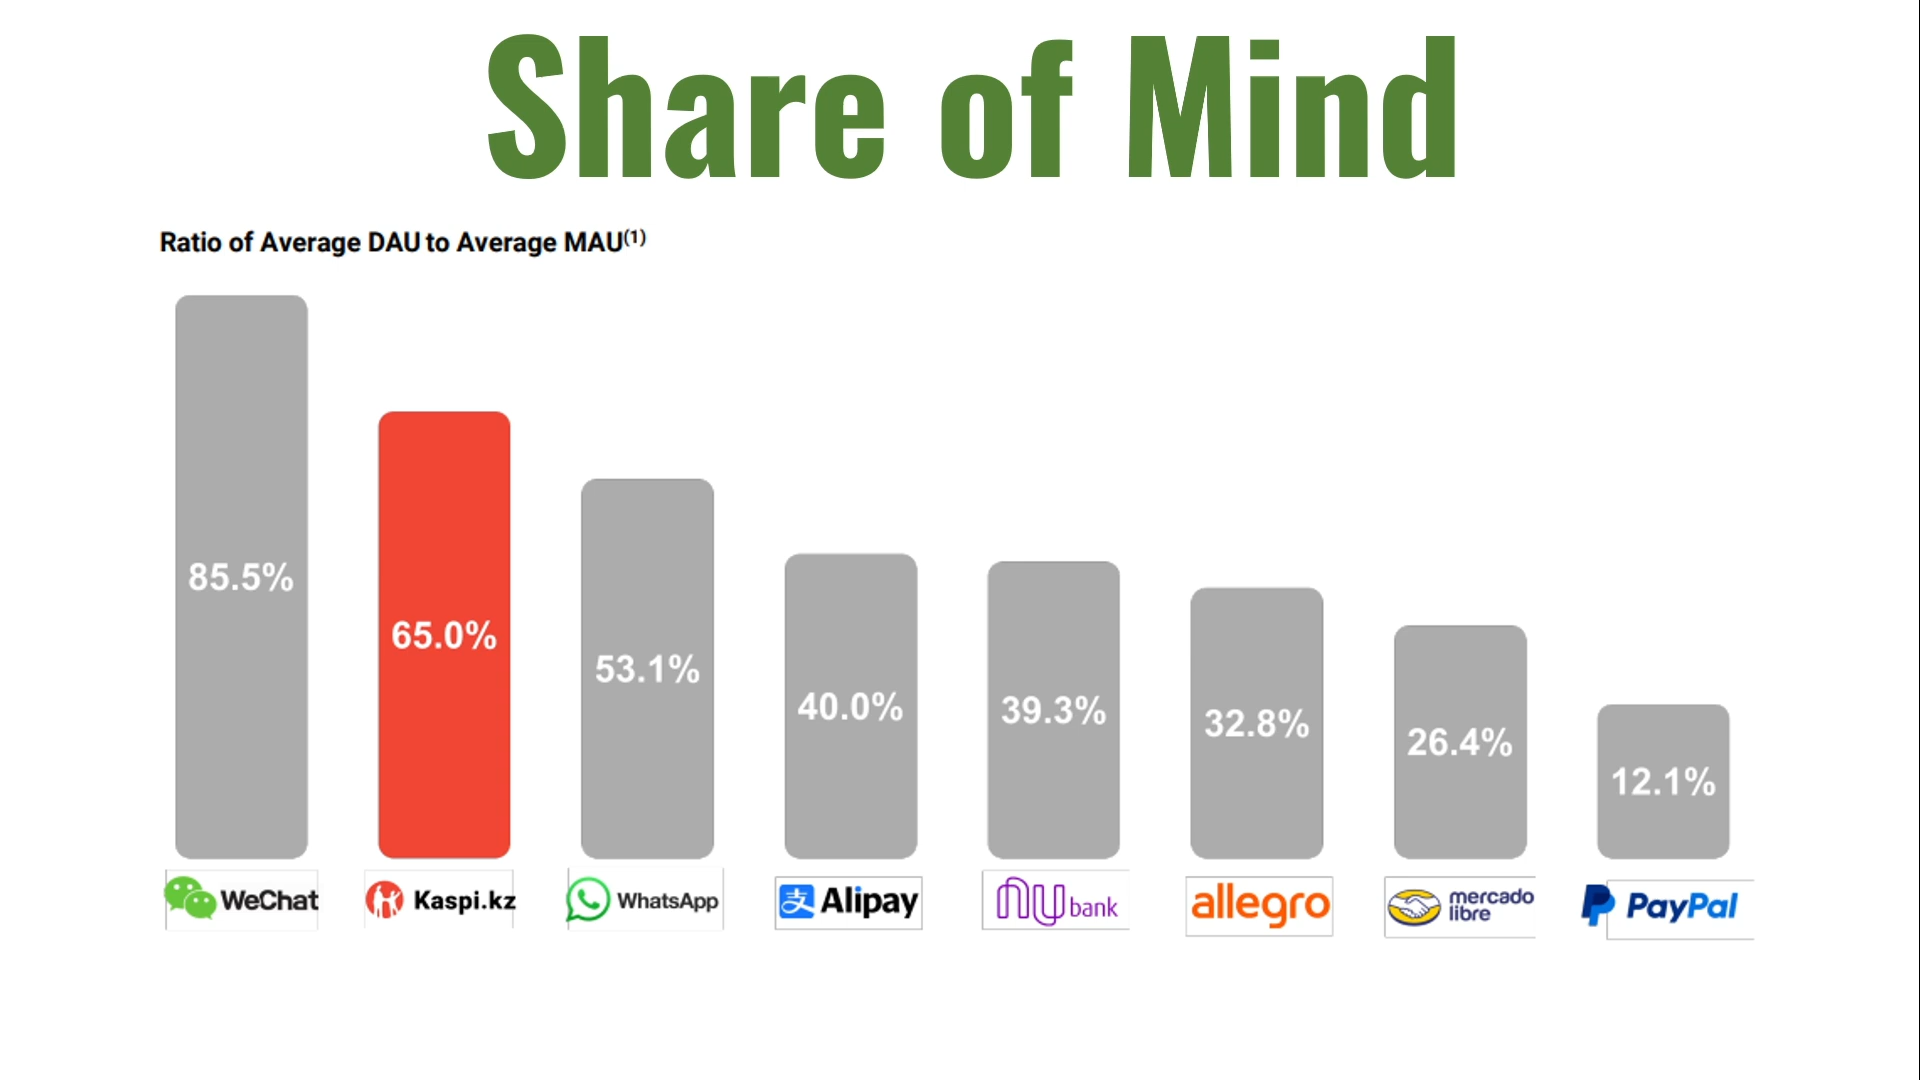 Share of Mind
Ratio of Average DAU to Average MAU(1)
85.5%
65.0%
53.1%
40.0%
39.3%
32.8%
26.4%
12.1%
WeChat
Kaspi.kz
WhatsApp
支 Alipay
nu bank
allegro
mercado
libre
PayPal